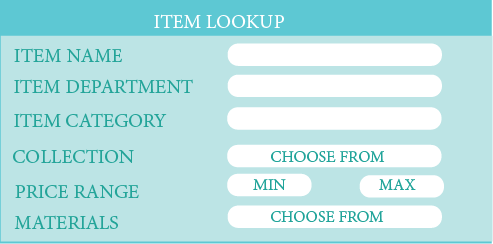 ITEM LOOKUP
ITEM NAME
ITEM DEPARTMENT
ITEM CATEGORY
COLLECTION CHOOSE FROM
PRICE RANGE MIN MAX
MATERIALS CHOOSE FROM